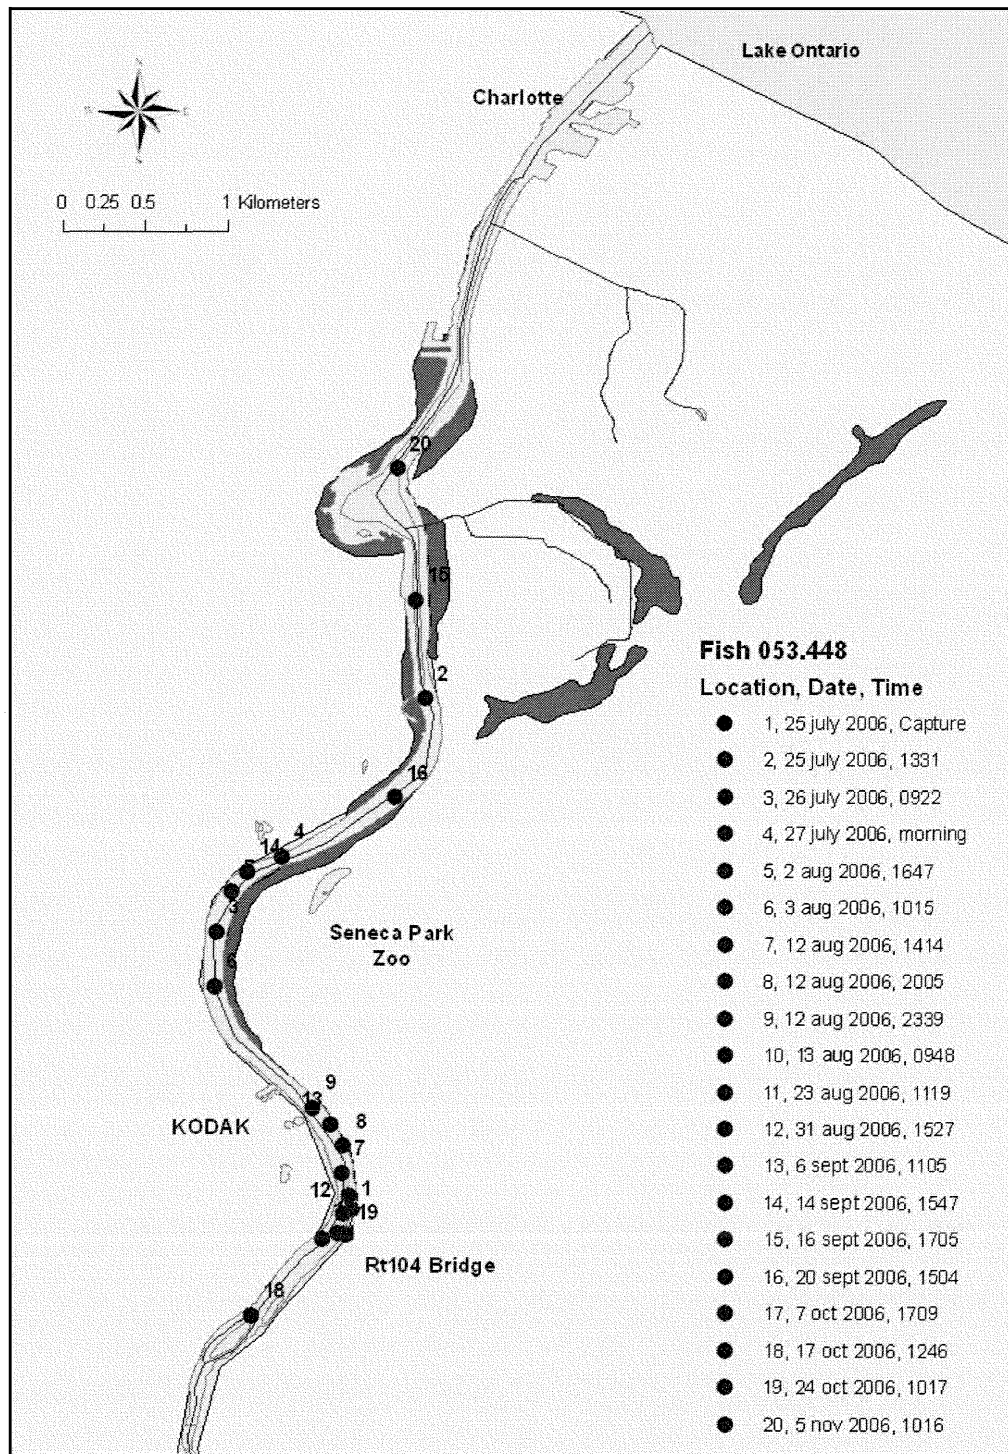 Lake Ontario
Charlotte
N
0 0.25 0.5 1 Kilometers
20
15
2
16
4
14
5
3
Seneca Park
Zoo
6
9
13
KODAK
8
7
12
1
19
Rt104 Bridge
18
Fish 053.448
Location, Date, Time
1, 25 july 2006, Capture
2, 25 july 2006, 1331
3, 26 july 2006, 0922
4, 27 july 2006, morning
5, 2 aug 2006, 1647
6, 3 aug 2006, 1015
7, 12 aug 2006, 1414
8, 12 aug 2006, 2005
9, 12 aug 2006, 2339
10, 13 aug 2006, 0948
11, 23 aug 2006, 1119
12, 31 aug 2006, 1527
13, 6 sept 2006, 1105
14, 14 sept 2006, 1547
15, 16 sept 2006, 1705
16, 20 sept 2006, 1504
17, 7 oct 2006, 1709
18, 17 oct 2006, 1246
19, 24 oct 2006, 1017
20, 5 nov 2006, 1016